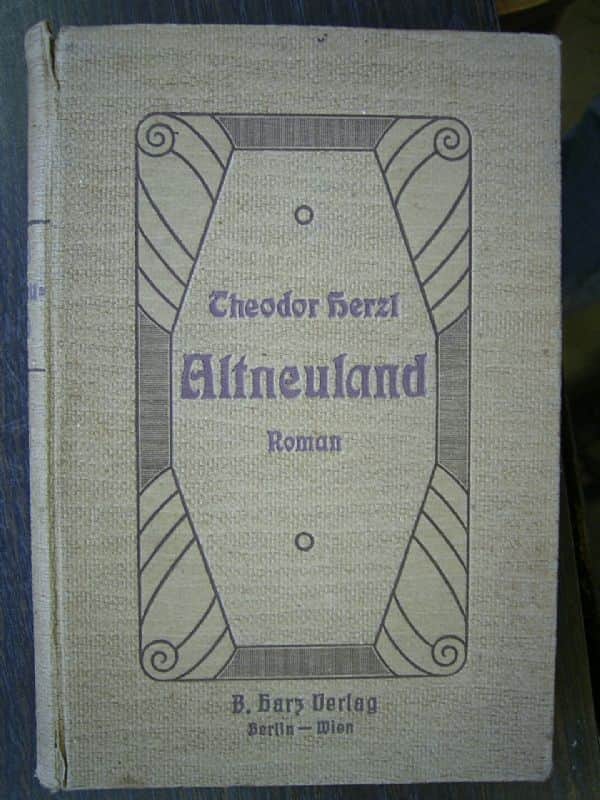 Theodor Herzl
Altneuland
Roman
B. Harz Verlag
Berlin — Wien